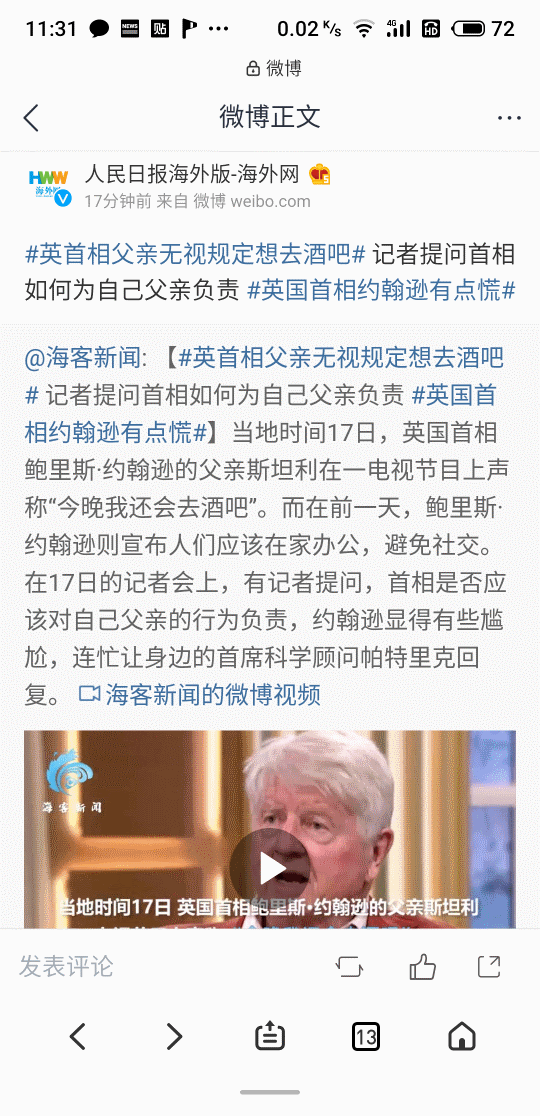 11:31
NEWS
贴
0.02 K/s
4G
HD
72
微博
微博正文
HWW
海外网
V
人民日报海外版-海外网
17分钟前 来自 微博 weibo.com
#英首相父亲无视规定想去酒吧# 记者提问首相
如何为自己父亲负责 #英国首相约翰逊有点慌#
@海客新闻: 【#英首相父亲无视规定想去酒吧
# 记者提问首相如何为自己父亲负责 #英国首
相约翰逊有点慌#】当地时间17日，英国首相
鲍里斯·约翰逊的父亲斯坦利在一电视节目上声
称“今晚我还会去酒吧”。而在前一天，鲍里斯·
约翰逊则宣布人们应该在家办公，避免社交。
在17日的记者会上，有记者提问，首相是否应
该对自己父亲的行为负责，约翰逊显得有些尴
尬，连忙让身边的首席科学顾问帕特里克回
复。 海客新闻的微博视频
海客新闻
当地时间17日 英国首相鲍里斯·约翰逊的父亲斯坦利
发表评论
13